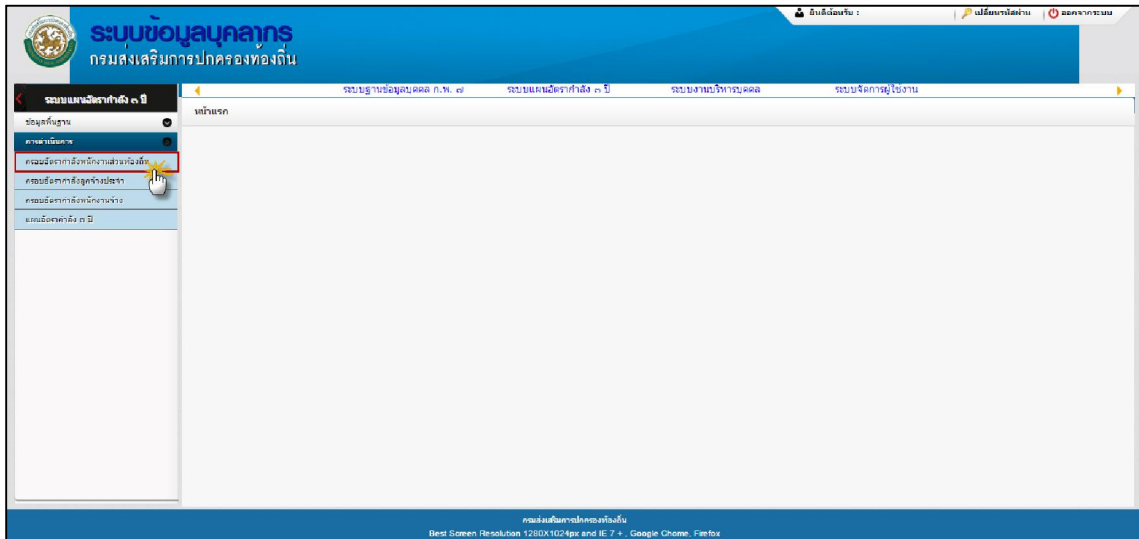 ยินดีต้อนรับ :
เปลี่ยนรหัสผ่าน
ออกจากระบบ
ระบบข้อมูลบุคลากร
กรมส่งเสริมการปกครองท้องถิ่น
ระบบแผนอัตรากำลัง ๓ ปี
ระบบฐานข้อมูลบุคคล ก.พ. ๗ ระบบแผนอัตรากำลัง ๓ ปี ระบบงานบริหารบุคคล ระบบจัดการผู้ใช้งาน
หน้าแรก
ข้อมูลพื้นฐาน
การดำเนินการ
กรอบอัตรากำลังพนักงานส่วนท้องถิ่น
กรอบอัตรากำลังลูกจ้างประจำ
กรอบอัตรากำลังพนักงานจ้าง
แผนอัตรากำลัง ๓ ปี
กรมส่งเสริมการปกครองท้องถิ่น
Best Screen Resolution 1280X1024px and IE 7 + , Google Chome, Firefox